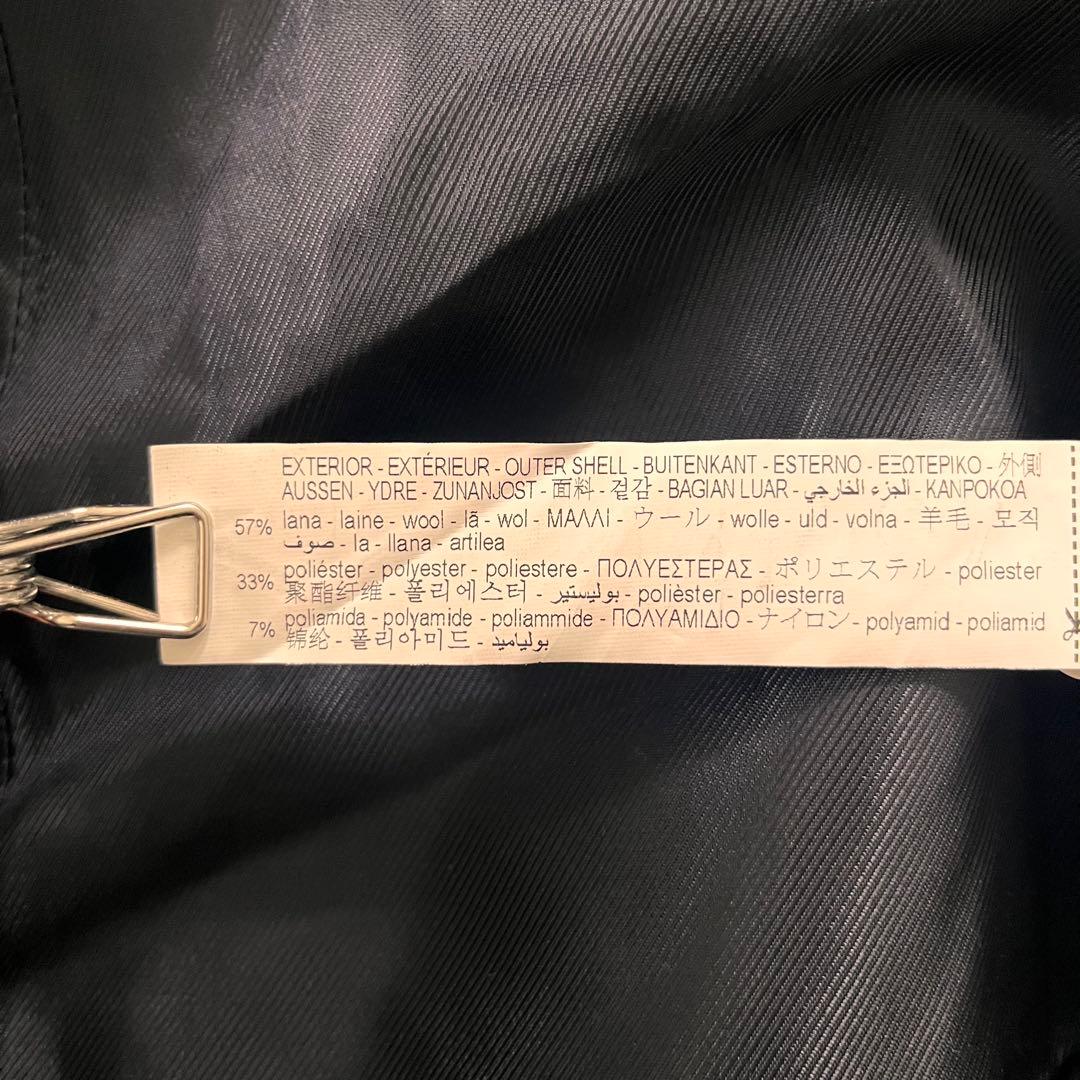 EXTERIOR - EXTÉRIEUR - OUTER SHELL - BUITENKANT - ESTERNO - ΕΞΩΤΕΡΙΚΟ - 外側
AUSSEN - YDRE - ZUNANJOST - 面料 - 겉감 - BAGIAN LUAR - الجزء الخارجي - KANPOKOA
57% lana - laine - wool - lã - wol - ΜΑΛΛΙ - ウール - wolle - uld - volna - 羊毛 - 모직
صوف - la - llana - artilea
33% poliéster - polyester - poliestere - ΠΟΛΥΕΣΤΕΡΑΣ - ポリエステル - poliester
聚酯纤维 - 폴리에스터 - بوليستير - polièster - poliesterra
7% poliamida - polyamide - poliammide - ΠΟΛΥΑΜΙΔΙΟ - ナイロン - polyamid - poliamid
锦纶 - 폴리아미드 - بولياميد